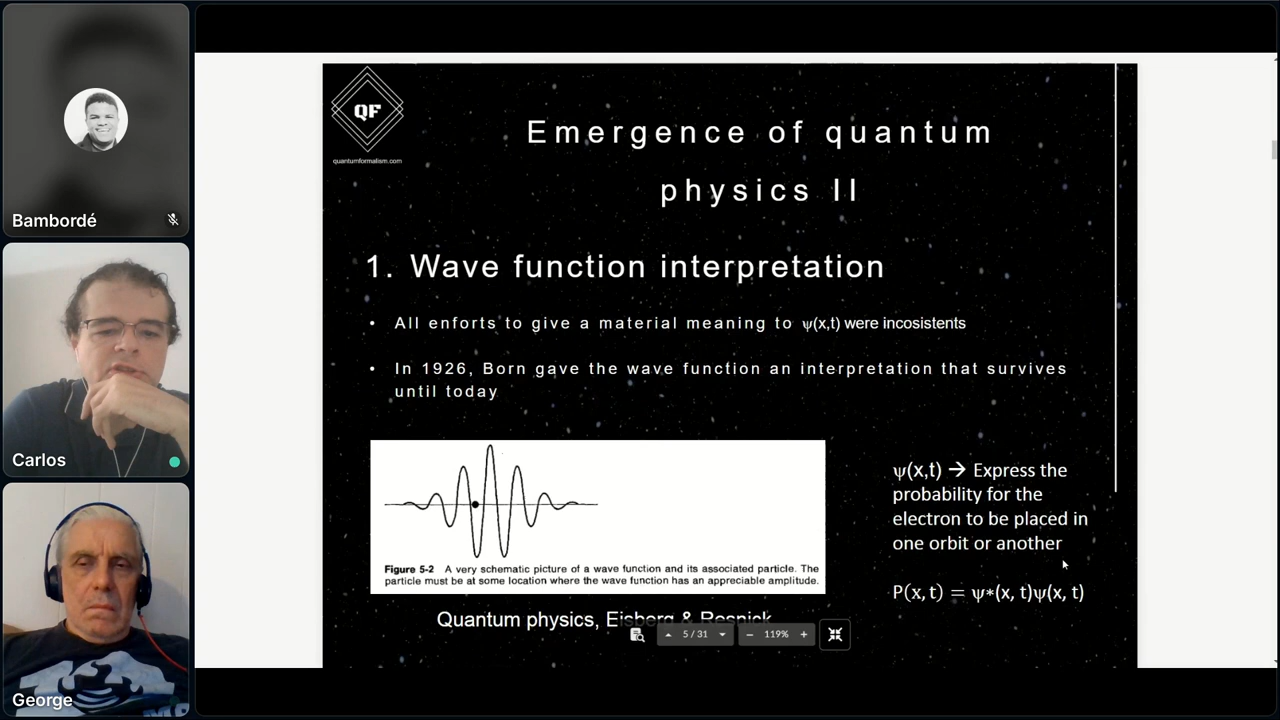 Bambordé
Carlos
George
QF
quantumformalism.com
Emergence of quantum
physics II
1. Wave function interpretation
• All enforts to give a material meaning to ψ(x,t) were incosistents
• In 1926, Born gave the wave function an interpretation that survives
until today
Figure 5-2 A very schematic picture of a wave function and its associated particle. The
particle must be at some location where the wave function has an appreciable amplitude.
Quantum physics, Eisberg & Resnick
ψ(x,t) → Express the
probability for the
electron to be placed in
one orbit or another
P(x, t) = ψ*(x, t)ψ(x, t)
5 / 31
− 119% +